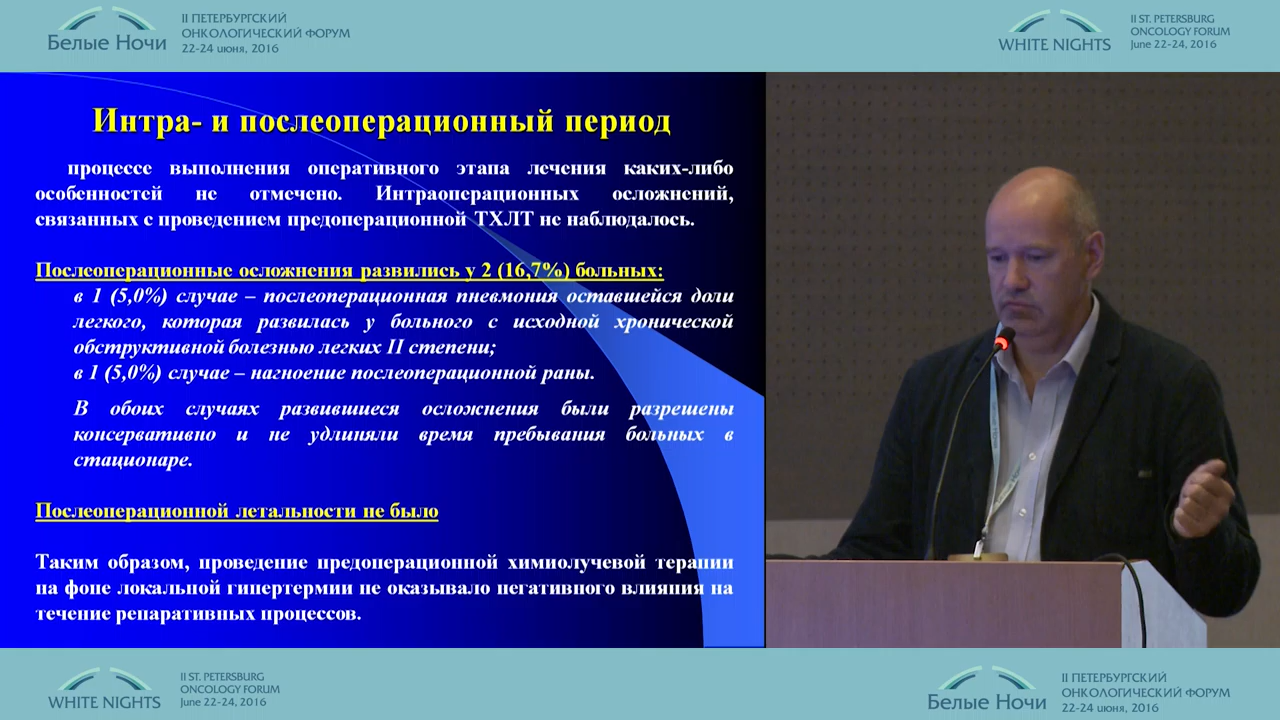 Белые Ночи
II ПЕТЕРБУРГСКИЙ
ОНКОЛОГИЧЕСКИЙ ФОРУМ
22-24 июня, 2016
WHITE NIGHTS
II ST. PETERSBURG
ONCOLOGY FORUM
June 22-24, 2016
Интра- и послеоперационный период
процессе выполнения оперативного этапа лечения каких-либо
особенностей не отмечено. Интраоперационных осложнений,
связанных с проведением предоперационной ТХЛТ не наблюдалось.
Послеоперационные осложнения развились у 2 (16,7%) больных:
в 1 (5,0%) случае – послеоперационная пневмония оставшейся доли
легкого, которая развилась у больного с исходной хронической
обструктивной болезнью легких II степени;
в 1 (5,0%) случае – нагноение послеоперационной раны.
В обоих случаях развившиеся осложнения были разрешены
консервативно и не удлиняли время пребывания больных в
стационаре.
Послеоперационной летальности не было
Таким образом, проведение предоперационной химиолучевой терапии
на фоне локальной гипертермии не оказывало негативного влияния на
течение репаративных процессов.
WHITE NIGHTS
II ST. PETERSBURG
ONCOLOGY FORUM
June 22-24, 2016
Белые Ночи
II ПЕТЕРБУРГСКИЙ
ОНКОЛОГИЧЕСКИЙ ФОРУМ
22-24 июня, 2016